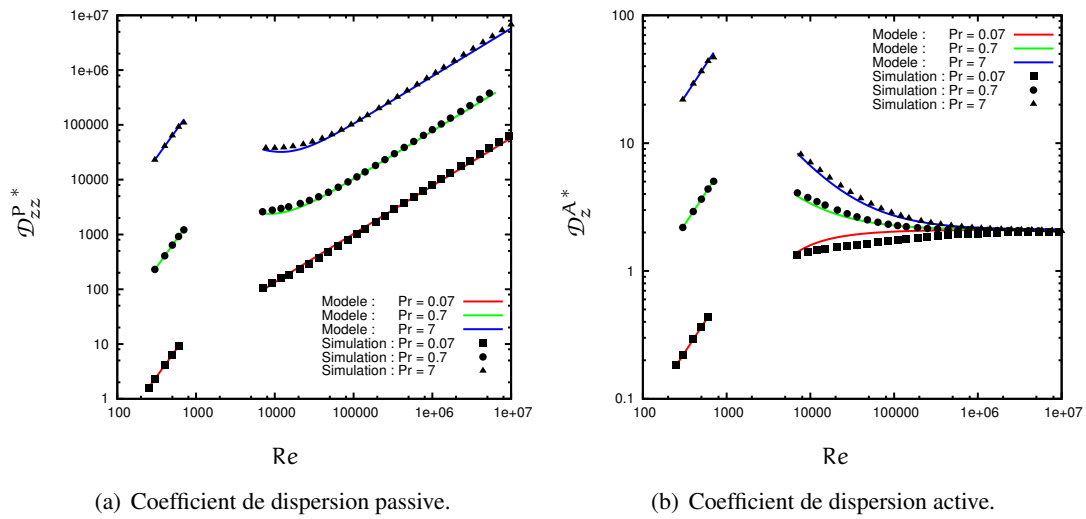 1e+07
1e+06
100000
10000
1000
100
10
1
100 1000 10000 100000 1e+06 1e+07
𝒟ᴾ_zz*
Re
Modele : Pr = 0.07
Modele : Pr = 0.7
Modele : Pr = 7
Simulation : Pr = 0.07
Simulation : Pr = 0.7
Simulation : Pr = 7
(a) Coefficient de dispersion passive.
100
10
1
0.1
100 1000 10000 100000 1e+06 1e+07
𝒟ᴬ_z*
Re
Modele : Pr = 0.07
Modele : Pr = 0.7
Modele : Pr = 7
Simulation : Pr = 0.07
Simulation : Pr = 0.7
Simulation : Pr = 7
(b) Coefficient de dispersion active.